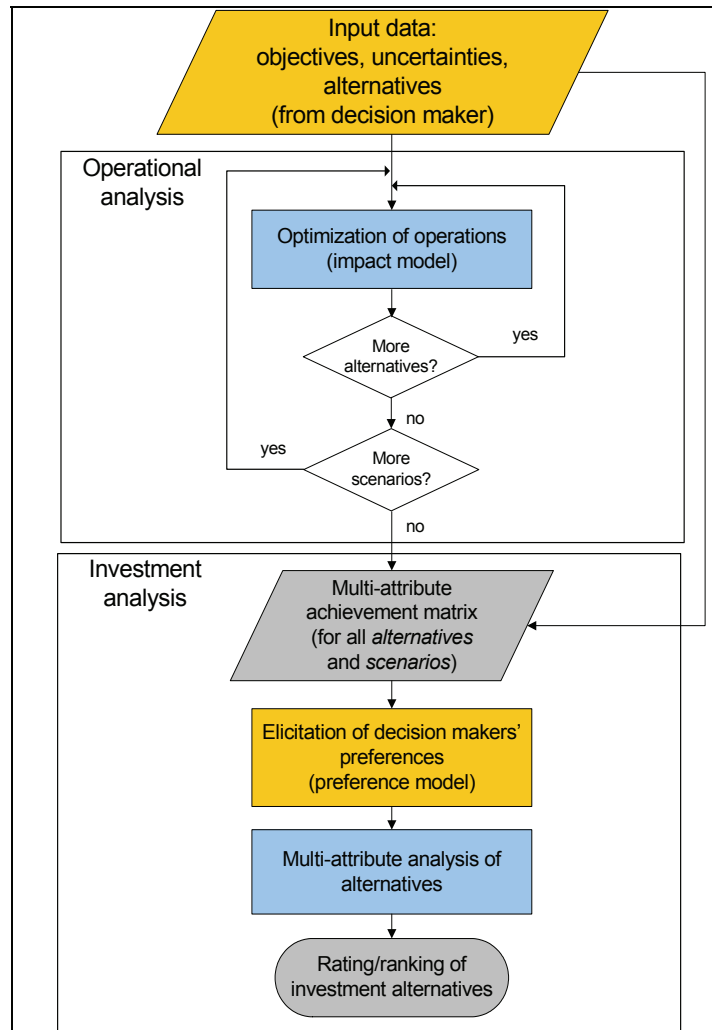 Input data:
objectives, uncertainties,
alternatives
(from decision maker)
Operational
analysis
Optimization of operations
(impact model)
More
alternatives?
yes
no
More
scenarios?
yes
no
Investment
analysis
Multi-attribute
achievement matrix
(for all alternatives
and scenarios)
Elicitation of decision makers’
preferences
(preference model)
Multi-attribute analysis of
alternatives
Rating/ranking of
investment alternatives